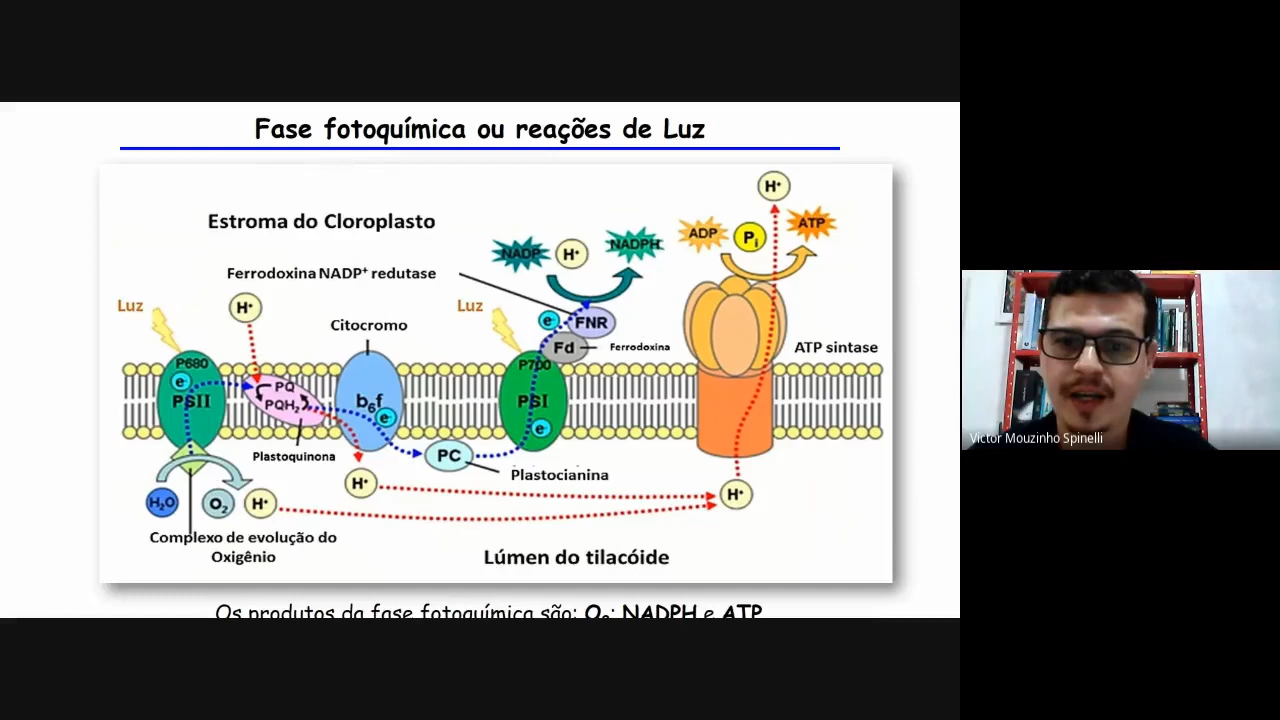 Fase fotoquímica ou reações de Luz
H⁺
Estroma do Cloroplasto
ADP
Pᵢ
ATP
NADP
H⁺
NADPH
Ferrodoxina NADP⁺ redutase
Luz
H⁺
Luz
Citocromo
e⁻
FNR
Fd
Ferrodoxina
ATP sintase
P680
P700
e⁻
PSII
PQ
PQH₂
b₆f
e⁻
PSI
e⁻
Plastoquinona
PC
Plastocianina
H₂O
O₂
H⁺
H⁺
H⁺
Complexo de evolução do
Oxigênio
Lúmen do tilacóide
Os produtos da fase fotoquímica são: O₂; NADPH e ATP
Victor Mouzinho Spinelli